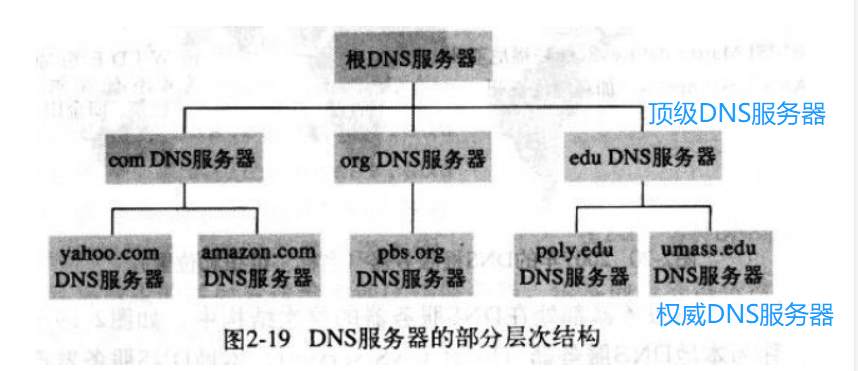 根DNS服务器
顶级DNS服务器
com DNS服务器
org DNS服务器
edu DNS服务器
yahoo.com
DNS服务器
amazon.com
DNS服务器
pbs.org
DNS服务器
poly.edu
DNS服务器
umass.edu
DNS服务器
权威DNS服务器
图2-19 DNS服务器的部分层次结构